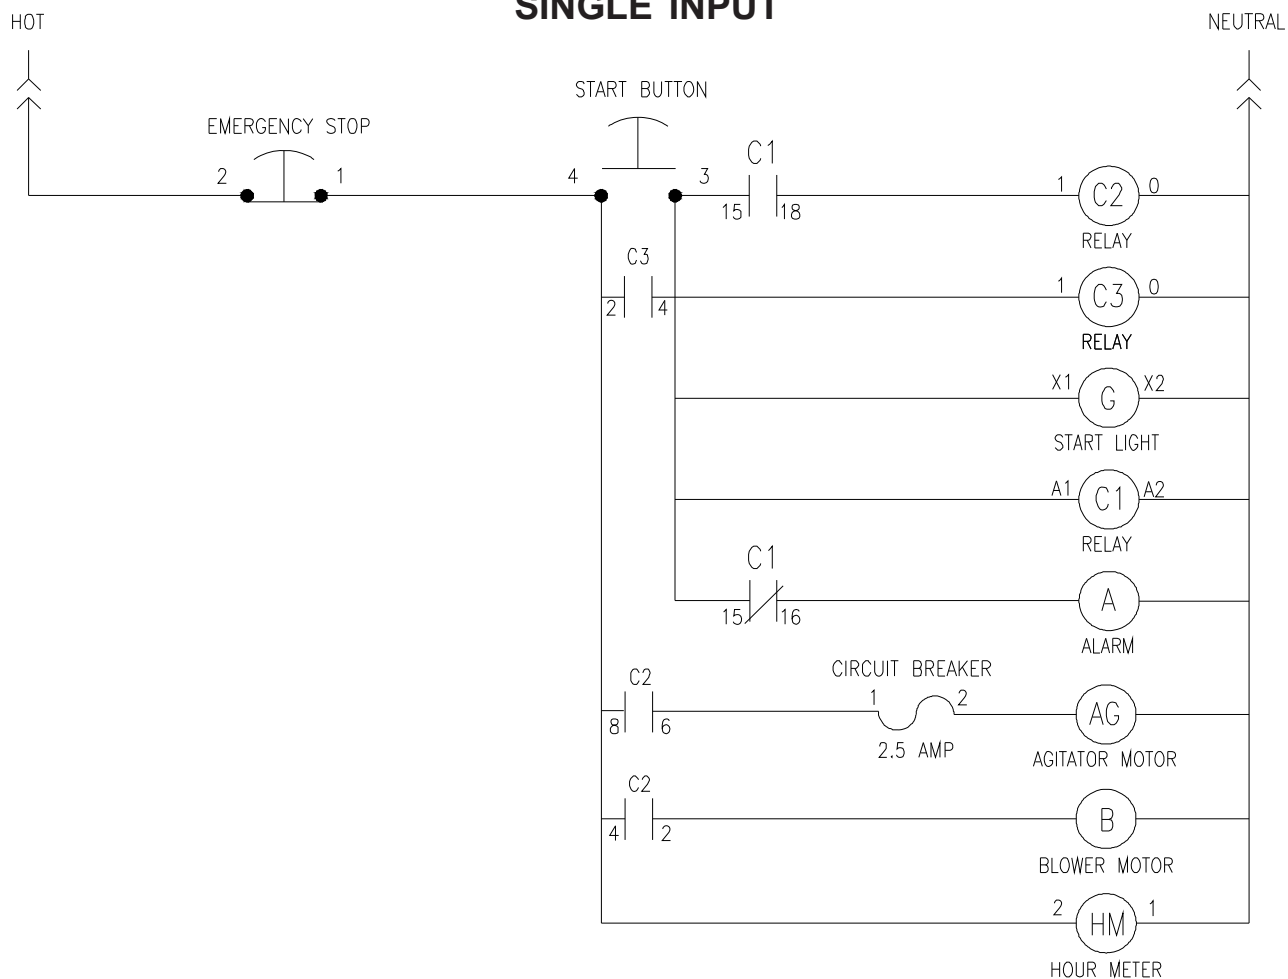 SINGLE INPUT
HOT
NEUTRAL
START BUTTON
EMERGENCY STOP
2 1 4 3 C1 15 18 1 C2 0
RELAY
C3
2 4 1 C3 0
RELAY
X1 G X2
START LIGHT
A1 C1 A2
RELAY
C1
15 16 A
ALARM
CIRCUIT BREAKER
C2
8 6 1 2 AG
2.5 AMP
AGITATOR MOTOR
C2
4 2 B
BLOWER MOTOR
2 HM 1
HOUR METER